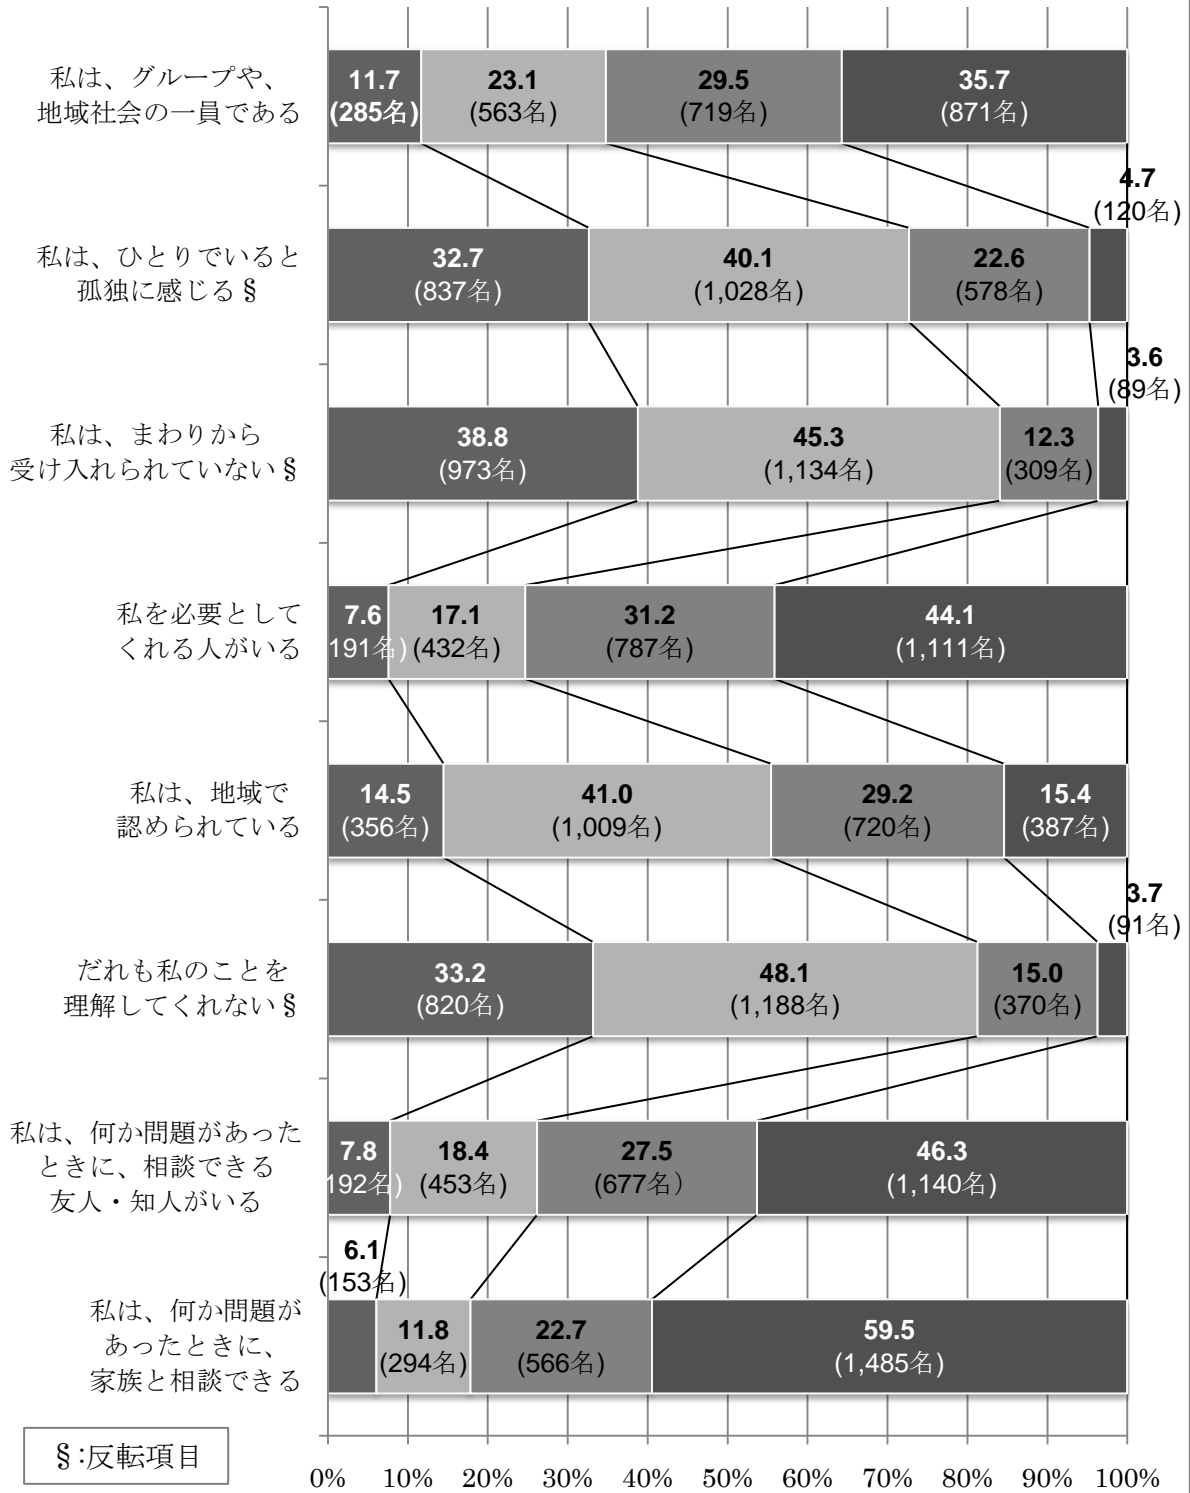 私は、グループや、
地域社会の一員である
11.7 23.1 29.5 35.7
(285名) (563名) (719名) (871名)
4.7
(120名)
私は、ひとりでいると
孤独に感じる§
32.7 40.1 22.6
(837名) (1,028名) (578名)
3.6
(89名)
私は、まわりから
受け入れられていない§
38.8 45.3 12.3
(973名) (1,134名) (309名)
私を必要として
くれる人がいる
7.6 17.1 31.2 44.1
191名) (432名) (787名) (1,111名)
私は、地域で
認められている
14.5 41.0 29.2 15.4
(356名) (1,009名) (720名) (387名)
3.7
(91名)
だれも私のことを
理解してくれない§
33.2 48.1 15.0
(820名) (1,188名) (370名)
私は、何か問題があった
ときに、相談できる
友人・知人がいる
7.8 18.4 27.5 46.3
192名) (453名) (677名） (1,140名)
6.1
(153名)
私は、何か問題が
あったときに、
家族と相談できる
11.8 22.7 59.5
(294名) (566名) (1,485名)
§:反転項目
0% 10% 20% 30% 40% 50% 60% 70% 80% 90% 100%